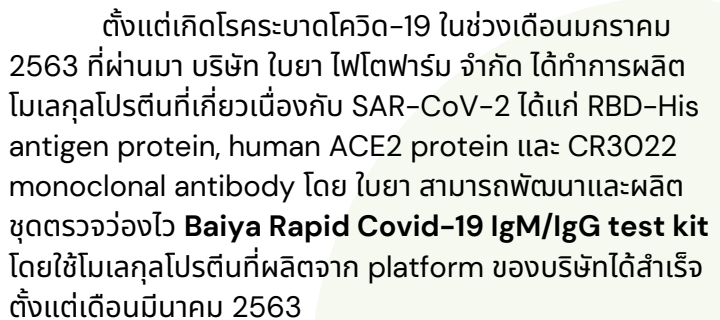 ตั้งแต่เกิดโรคระบาดโควิด-19 ในช่วงเดือนมกราคม
2563 ที่ผ่านมา บริษัท ใบยา ไฟโตฟาร์ม จำกัด ได้ทำการผลิต
โมเลกุลโปรตีนที่เกี่ยวเนื่องกับ SAR-CoV-2 ได้แก่ RBD-His
antigen protein, human ACE2 protein และ CR3022
monoclonal antibody โดย ใบยา สามารถพัฒนาและผลิต
ชุดตรวจว่องไว Baiya Rapid Covid-19 IgM/IgG test kit
โดยใช้โมเลกุลโปรตีนที่ผลิตจาก platform ของบริษัทได้สำเร็จ
ตั้งแต่เดือนมีนาคม 2563